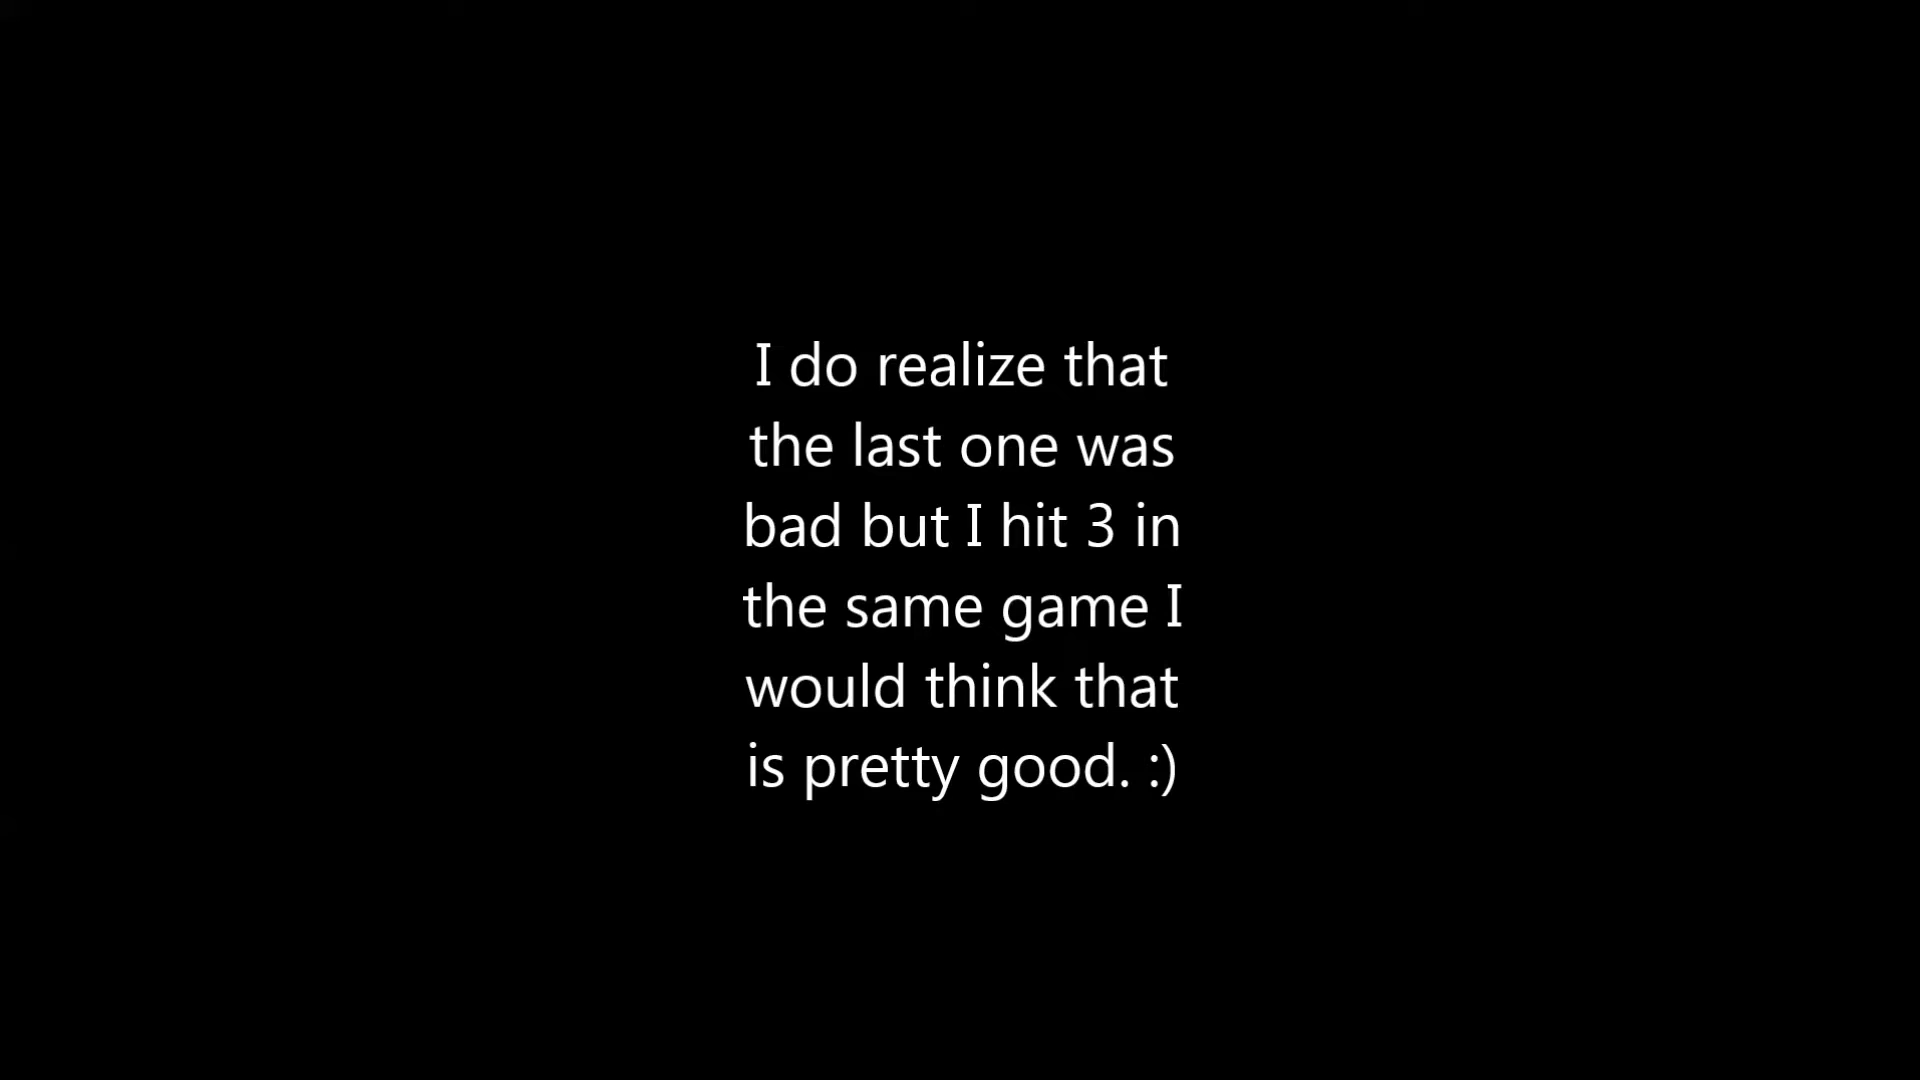 I do realize that
the last one was
bad but I hit 3 in
the same game I
would think that
is pretty good. :)